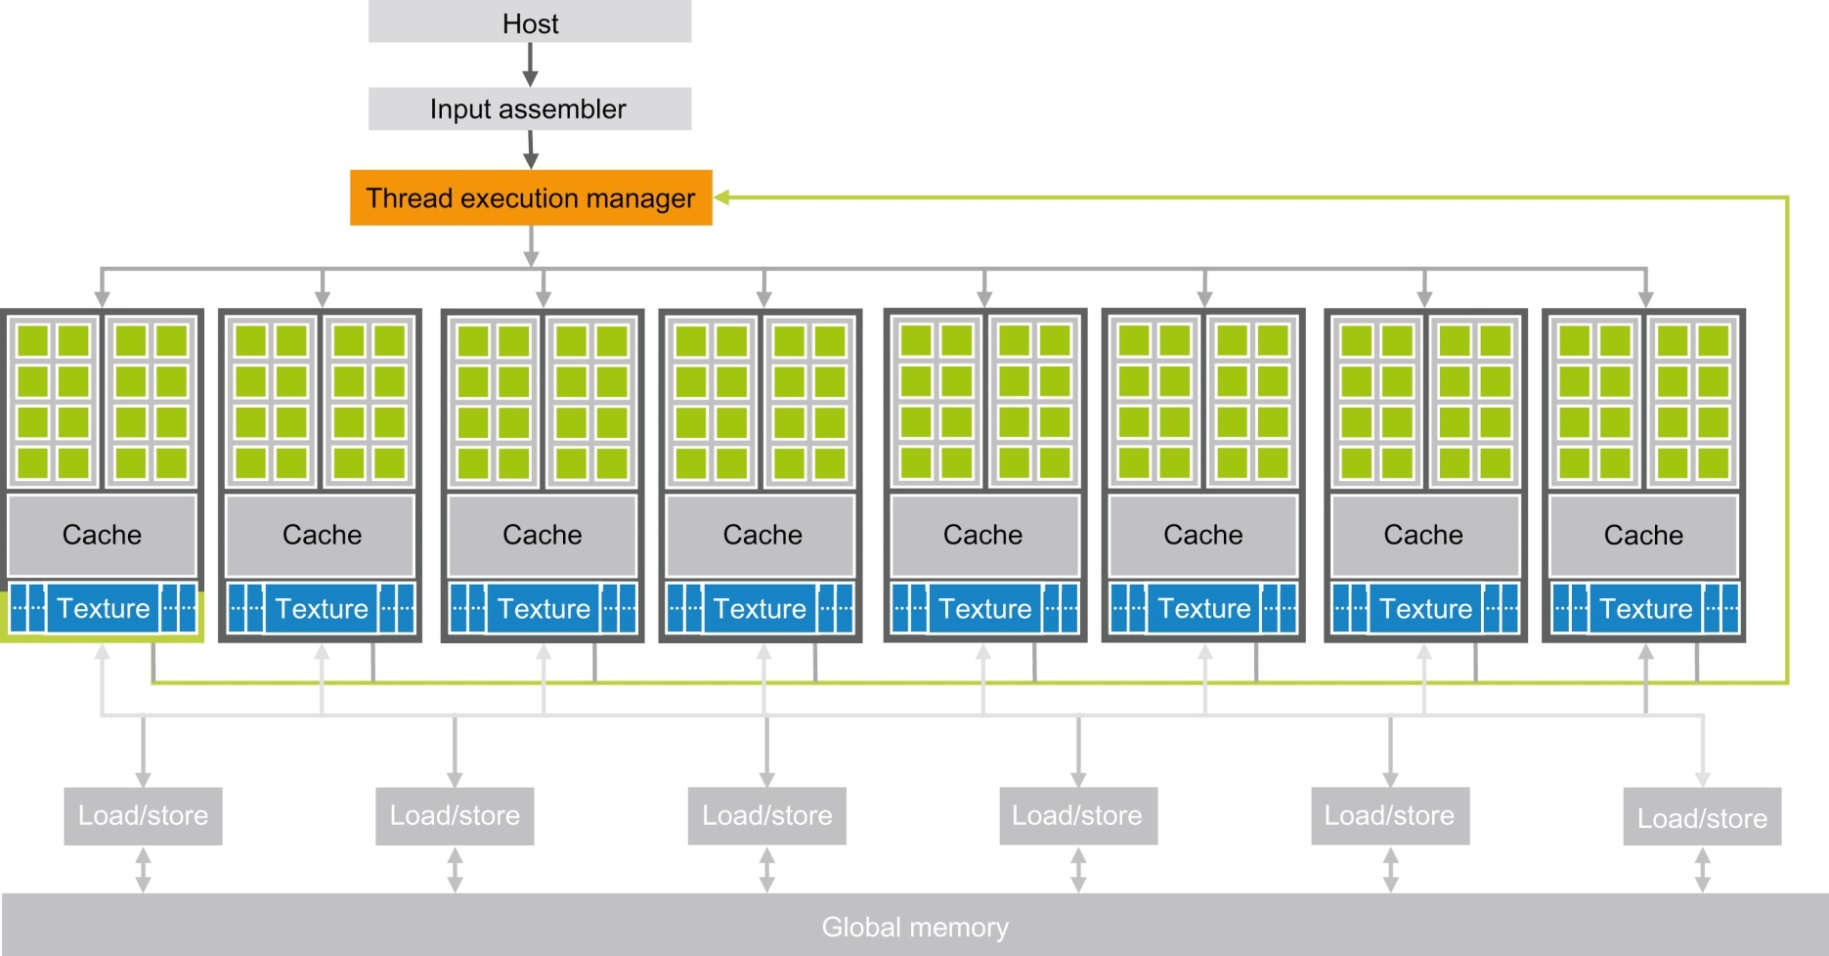 Host
Input assembler
Thread execution manager
Cache Cache Cache Cache Cache Cache Cache Cache
Texture Texture Texture Texture Texture Texture Texture Texture
Load/store Load/store Load/store Load/store Load/store Load/store
Global memory